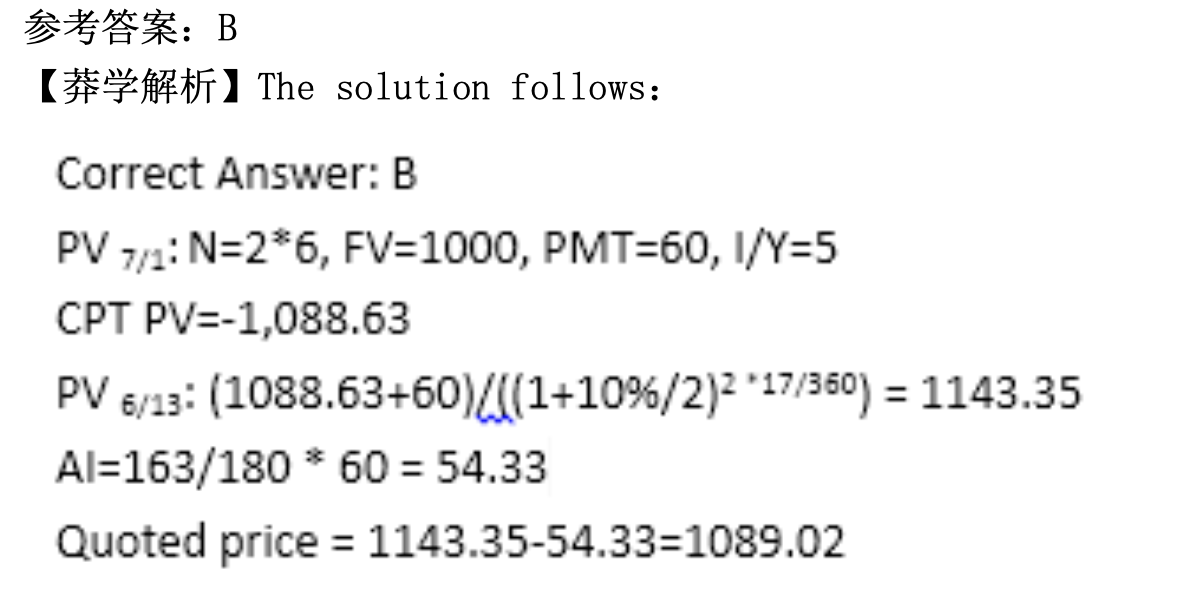 参考答案：B
【莽学解析】The solution follows：
Correct Answer: B
PV 7/1: N=2*6, FV=1000, PMT=60, I/Y=5
CPT PV=-1,088.63
PV 6/13: (1088.63+60)/((1+10%/2)2 *17/360) = 1143.35
AI=163/180 * 60 = 54.33
Quoted price = 1143.35-54.33=1089.02